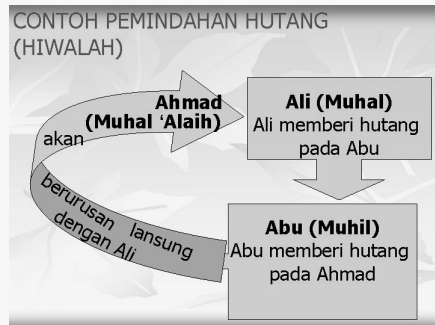 CONTOH PEMINDAHAN HUTANG
(HIWALAH)
Ahmad
(Muhal ‘Alaih)
akan
berurusan lansung
dengan Ali
Ali (Muhal)
Ali memberi hutang
pada Abu
Abu (Muhil)
Abu memberi hutang
pada Ahmad